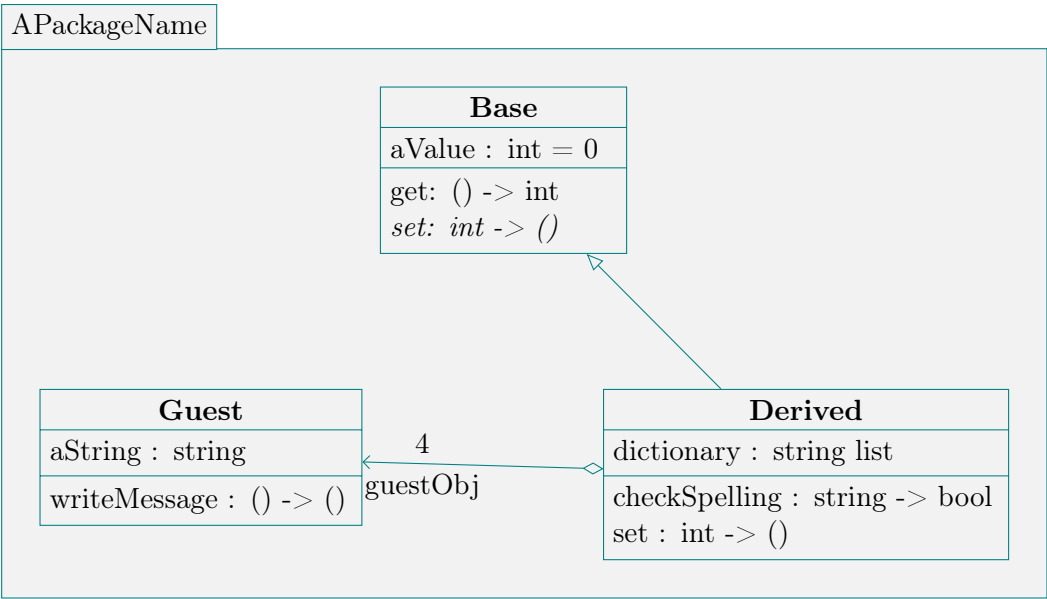 APackageName
Base
aValue : int = 0
get: () -> int
set: int -> ()
Guest
aString : string
writeMessage : () -> ()
4
guestObj
Derived
dictionary : string list
checkSpelling : string -> bool
set : int -> ()